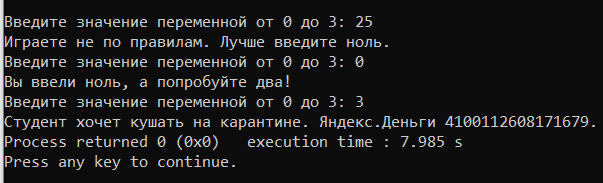 Введите значение переменной от 0 до 3: 25
Играете не по правилам. Лучше введите ноль.
Введите значение переменной от 0 до 3: 0
Вы ввели ноль, а попробуйте два!
Введите значение переменной от 0 до 3: 3
Студент хочет кушать на карантине. Яндекс.Деньги 4100112608171679.
Process returned 0 (0x0)   execution time : 7.985 s
Press any key to continue.